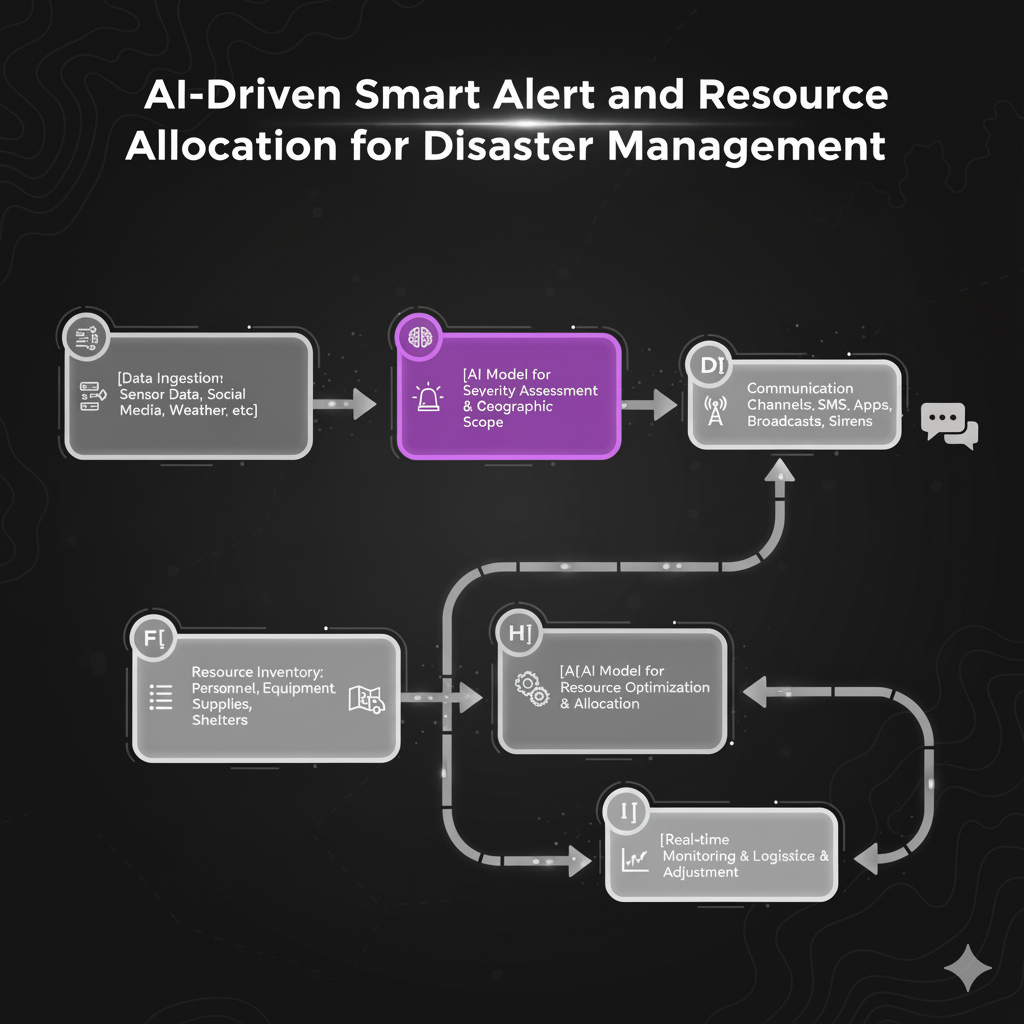 AI-Driven Smart Alert and Resource
Allocation for Disaster Management
[Data Ingestion:
Sensor Data, Social
Media, Weather, etc]
[AI Model for
Severity Assessment
& Ceographic
Scope
D[
Communication
Channels. SMS. Apps,
Broadcasts, Sirens
F[
Resource Inventory:
Personnel, Equipment
Supplies,
Shelters
H]
[A[AI Model for
Resource Optimization
& Allocation
I[
[Real-time
Monitoring & Logissice &
Adjustment